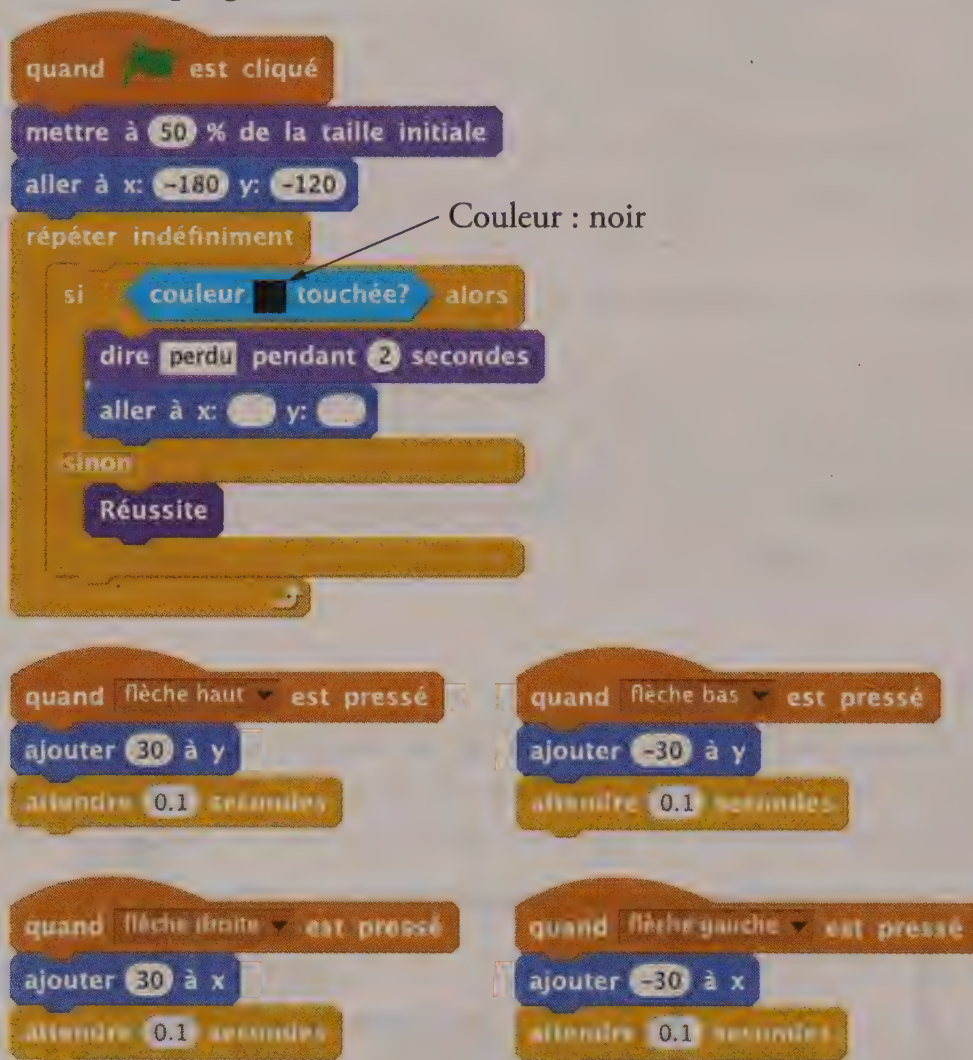 quand est cliqué
mettre à 50 % de la taille initiale
aller à x: -180 y: -120
répéter indéfiniment
Couleur : noir
si couleur touchée? alors
dire perdu pendant 2 secondes
aller à x: y:
sinon
Réussite
quand flèche haut est pressé
ajouter 30 à y
attendre 0.1 secondes
quand flèche bas est pressé
ajouter -30 à y
attendre 0.1 secondes
quand flèche droite est pressé
ajouter 30 à x
attendre 0.1 secondes
quand flèche gauche est pressé
ajouter -30 à x
attendre 0.1 secondes